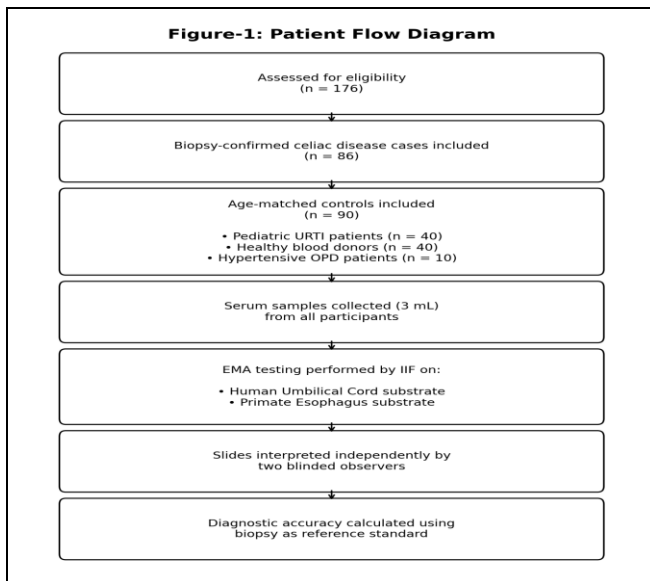 Figure-1: Patient Flow Diagram
Assessed for eligibility
(n = 176)
Biopsy-confirmed celiac disease cases included
(n = 86)
Age-matched controls included
(n = 90)
• Pediatric URTI patients (n = 40)
• Healthy blood donors (n = 40)
• Hypertensive OPD patients (n = 10)
Serum samples collected (3 mL)
from all participants
EMA testing performed by IIF on:
• Human Umbilical Cord substrate
• Primate Esophagus substrate
Slides interpreted independently by
two blinded observers
Diagnostic accuracy calculated using
biopsy as reference standard